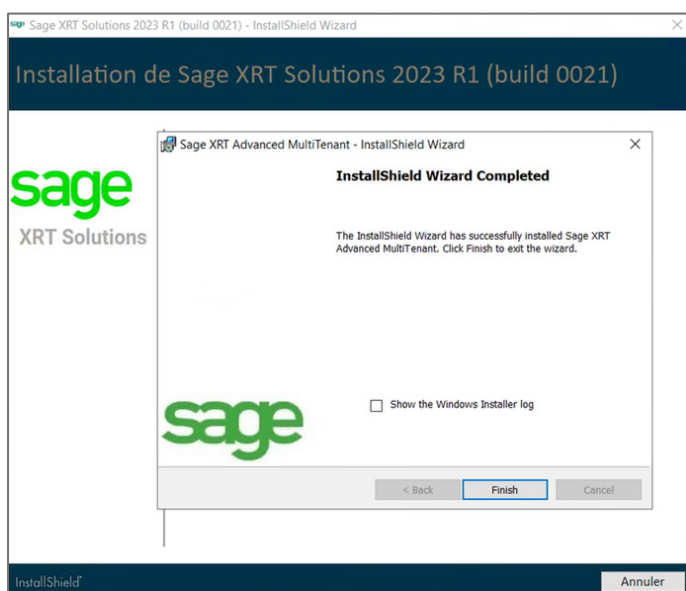 Sage XRT Solutions 2023 R1 (build 0021) - InstallShield Wizard
Installation de Sage XRT Solutions 2023 R1 (build 0021)
sage
XRT Solutions
Sage XRT Advanced MultiTenant - InstallShield Wizard
InstallShield Wizard Completed
The InstallShield Wizard has successfully installed Sage XRT
Advanced MultiTenant. Click Finish to exit the wizard.
Show the Windows Installer log
sage
< Back
Finish
Cancel
InstallShield
Annuler